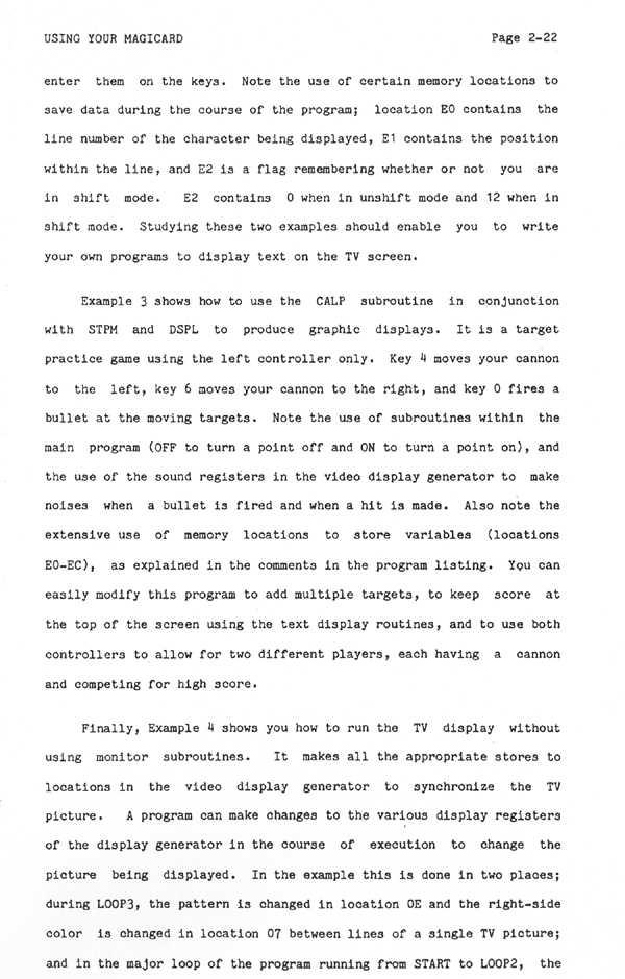 USING YOUR MAGICARD Page 2-22
enter them on the keys. Note the use of certain memory locations to
save data during the course of the program; location E0 contains the
line number of the character being displayed, E1 contains the position
within the line, and E2 is a flag remembering whether or not you are
in shift mode. E2 contains 0 when in unshift mode and 12 when in
shift mode. Studying these two examples should enable you to write
your own programs to display text on the TV screen.
Example 3 shows how to use the CALP subroutine in conjunction
with STPM and DSPL to produce graphic displays. It is a target
practice game using the left controller only. Key 4 moves your cannon
to the left, key 6 moves your cannon to the right, and key 0 fires a
bullet at the moving targets. Note the use of subroutines within the
main program (OFF to turn a point off and ON to turn a point on), and
the use of the sound registers in the video display generator to make
noises when a bullet is fired and when a hit is made. Also note the
extensive use of memory locations to store variables (locations
E0-EC), as explained in the comments in the program listing. You can
easily modify this program to add multiple targets, to keep score at
the top of the screen using the text display routines, and to use both
controllers to allow for two different players, each having a cannon
and competing for high score.
Finally, Example 4 shows you how to run the TV display without
using monitor subroutines. It makes all the appropriate stores to
locations in the video display generator to synchronize the TV
picture. A program can make changes to the various display registers
of the display generator in the course of execution to change the
picture being displayed. In the example this is done in two places;
during LOOP3, the pattern is changed in location 0E and the right-side
color is changed in location 07 between lines of a single TV picture;
and in the major loop of the program running from START to LOOP2, the